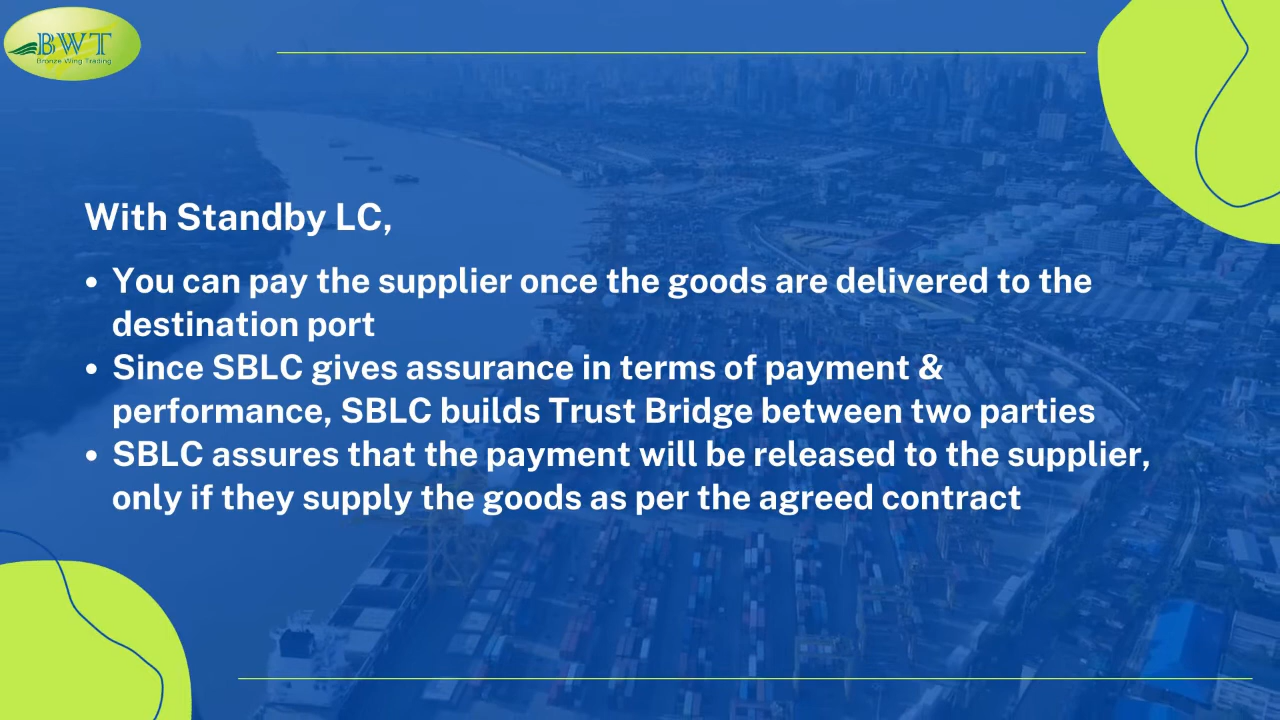 BWT
Bronze Wing Trading
With Standby LC,
• You can pay the supplier once the goods are delivered to the
destination port
• Since SBLC gives assurance in terms of payment &
performance, SBLC builds Trust Bridge between two parties
• SBLC assures that the payment will be released to the supplier,
only if they supply the goods as per the agreed contract